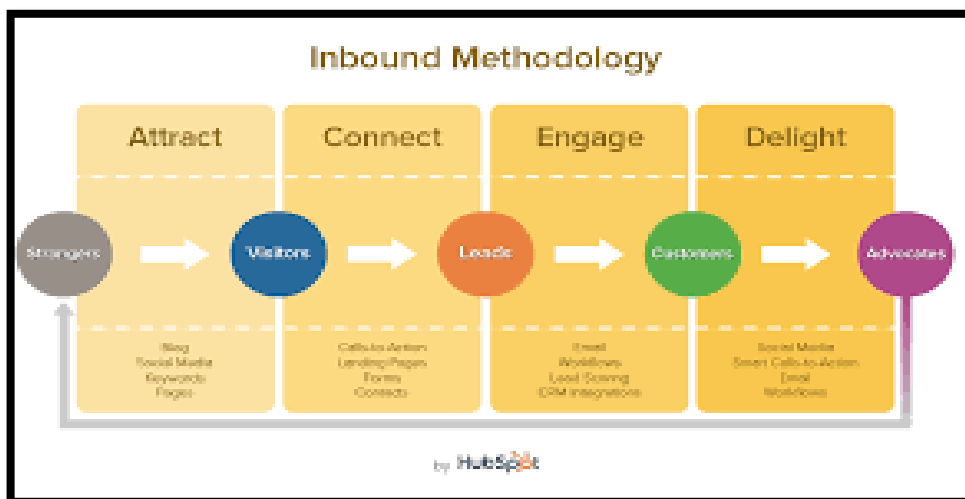 Inbound Methodology
Attract
Connect
Engage
Delight
Strangers
Visitors
Leads
Customers
Advocates
Blog
Social Media
Keywords
Pages
Calls-to-Action
Landing Pages
Forms
Contacts
Email
Workflows
Lead Scoring
CRM Integrations
Social Media
Smart Calls-to-Action
Email
Workflows
by HubSpot